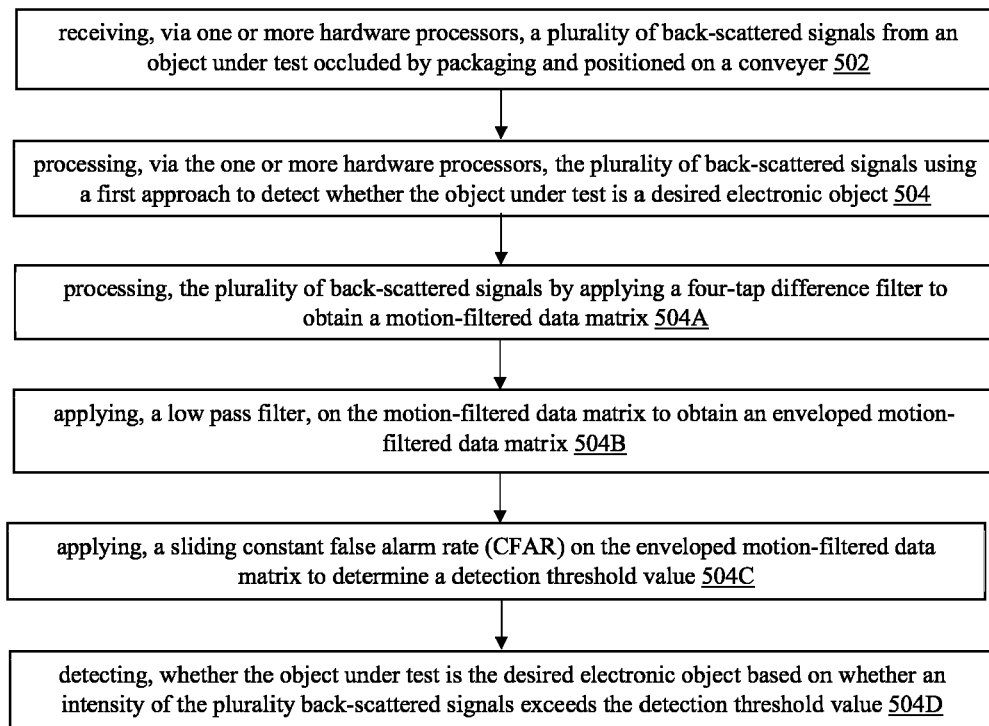 receiving, via one or more hardware processors, a plurality of back-scattered signals from an
object under test occluded by packaging and positioned on a conveyer 502
processing, via the one or more hardware processors, the plurality of back-scattered signals using
a first approach to detect whether the object under test is a desired electronic object 504
processing, the plurality of back-scattered signals by applying a four-tap difference filter to
obtain a motion-filtered data matrix 504A
applying, a low pass filter, on the motion-filtered data matrix to obtain an enveloped motion-
filtered data matrix 504B
applying, a sliding constant false alarm rate (CFAR) on the enveloped motion-filtered data
matrix to determine a detection threshold value 504C
detecting, whether the object under test is the desired electronic object based on whether an
intensity of the plurality back-scattered signals exceeds the detection threshold value 504D